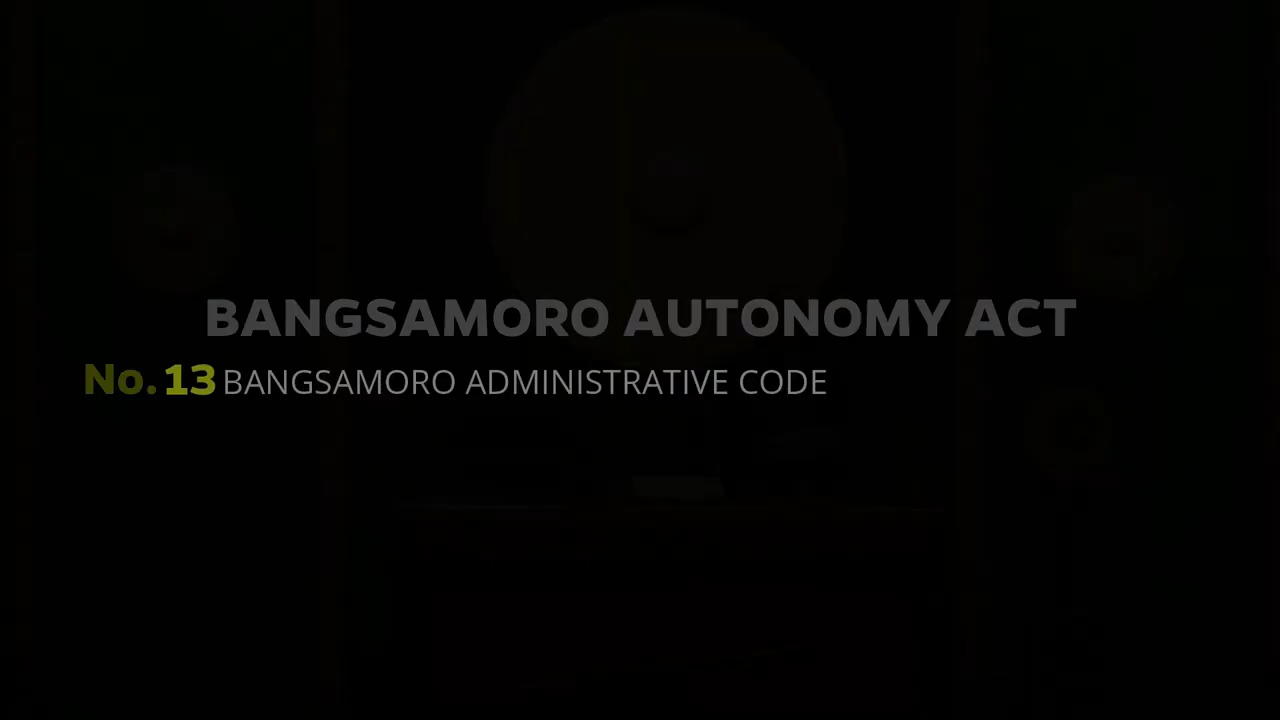 BANGSAMORO AUTONOMY ACT
No. 13 BANGSAMORO ADMINISTRATIVE CODE